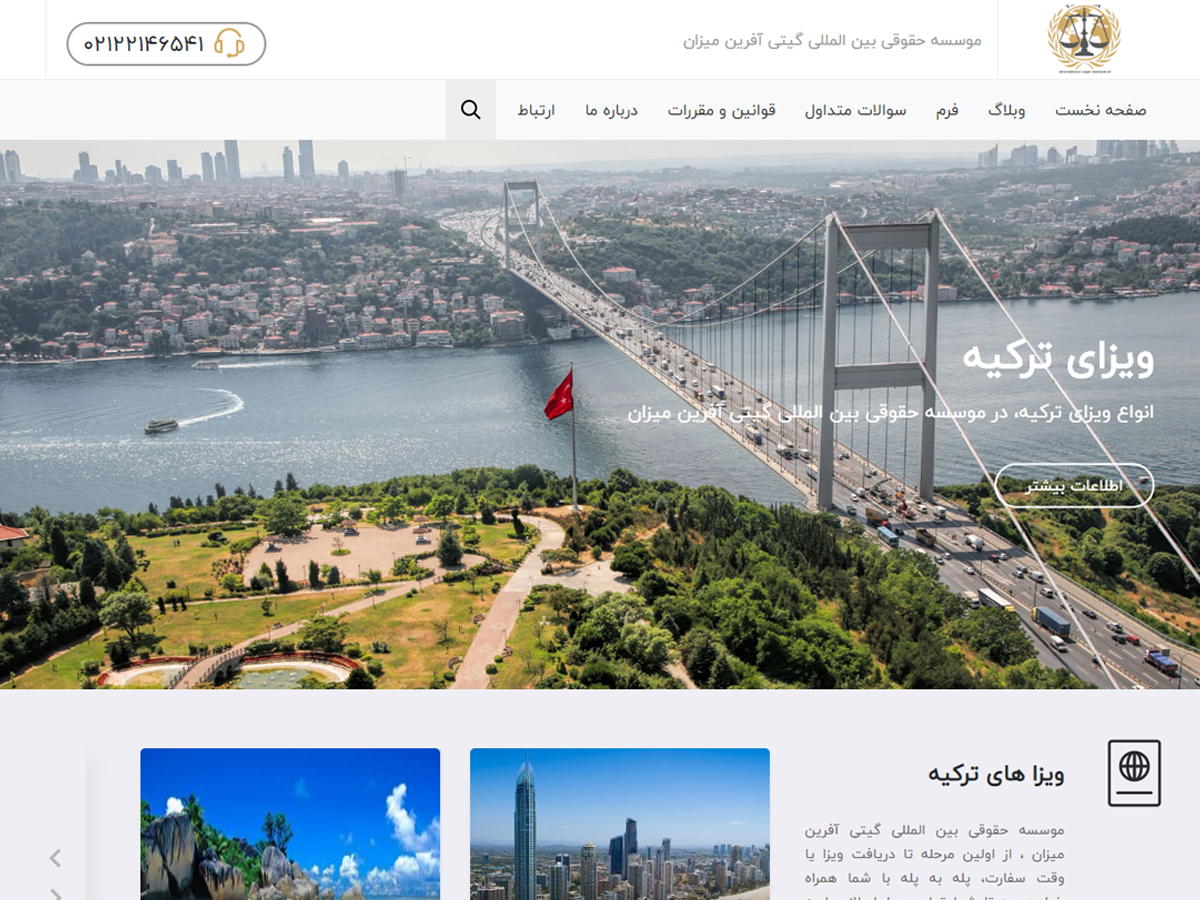 موسسه حقوقی بین المللی گیتی آفرین میزان
۰۲۱۲۲۱۴۶۵۴۱
صفحه نخست
وبلاگ
فرم
سوالات متداول
قوانین و مقررات
درباره ما
ارتباط
ویزای ترکیه
انواع ویزای ترکیه، در موسسه حقوقی بین المللی گیتی آفرین میزان
اطلاعات بیشتر
ویزا های ترکیه
موسسه حقوقی بین المللی گیتی آفرین
میزان ، از اولین مرحله تا دریافت ویزا یا
وقت سفارت، پله به پله با شما همراه